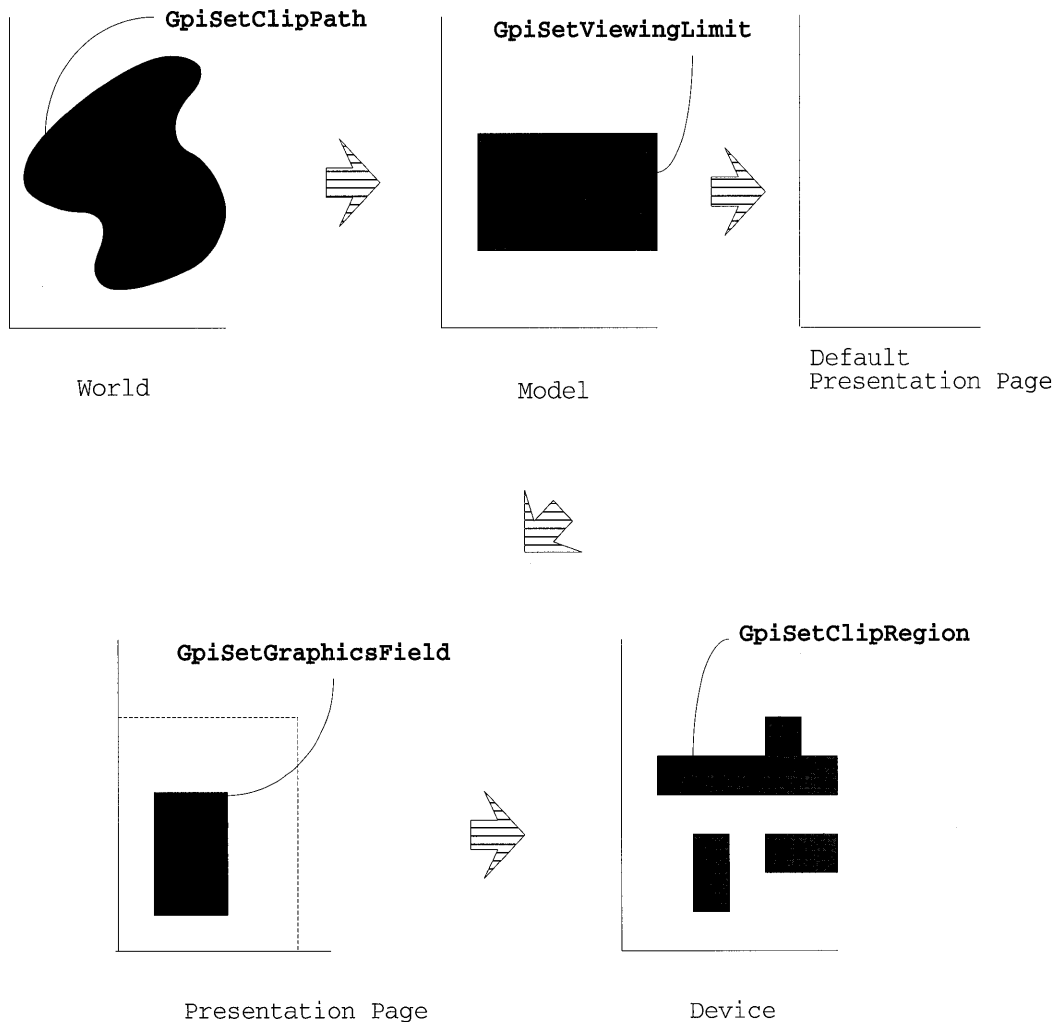 GpiSetClipPath
GpiSetViewingLimit
World
Model
Default
Presentation Page
GpiSetGraphicsField
GpiSetClipRegion
Presentation Page
Device